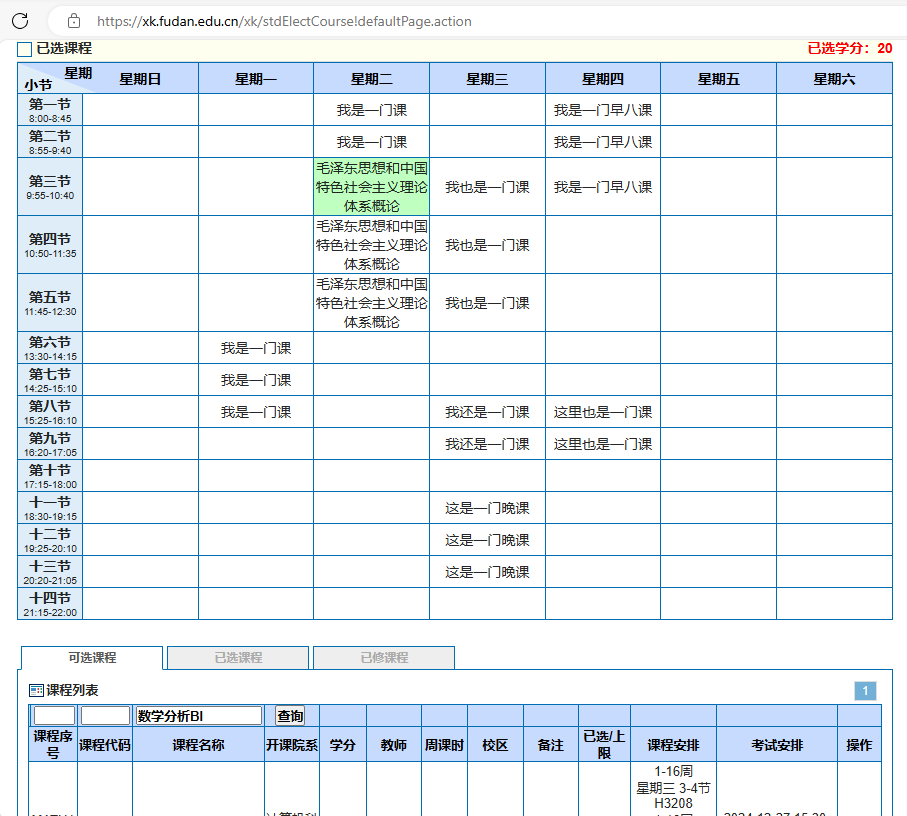 https://xk.fudan.edu.cn/xk/stdElectCourse!defaultPage.action
已选课程 已选学分：20
星期 小节 星期日 星期一 星期二 星期三 星期四 星期五 星期六
第一节 我是一门课 我是一门早八课
8:00-8:45
第二节 我是一门课 我是一门早八课
8:55-9:40
毛泽东思想和中国
第三节 特色社会主义理论 我也是一门课 我是一门早八课
9:55-10:40
体系概论
毛泽东思想和中国
第四节 特色社会主义理论 我也是一门课
10:50-11:35
体系概论
毛泽东思想和中国
第五节 特色社会主义理论 我也是一门课
11:45-12:30
体系概论
第六节 我是一门课
13:30-14:15
第七节 我是一门课
14:25-15:10
第八节 我是一门课 我还是一门课 这里也是一门课
15:25-16:10
第九节 我还是一门课 这里也是一门课
16:20-17:05
第十节
17:15-18:00
十一节 这是一门晚课
18:30-19:15
十二节 这是一门晚课
19:25-20:10
十三节 这是一门晚课
20:20-21:05
十四节
21:15-22:00
可选课程 已选课程 已修课程
课程列表 1
数学分析BI 查询
课程序号 课程代码 课程名称 开课院系 学分 教师 周课时 校区 备注 已选/上限 课程安排 考试安排 操作
1-16周
星期三 3-4节
H3208